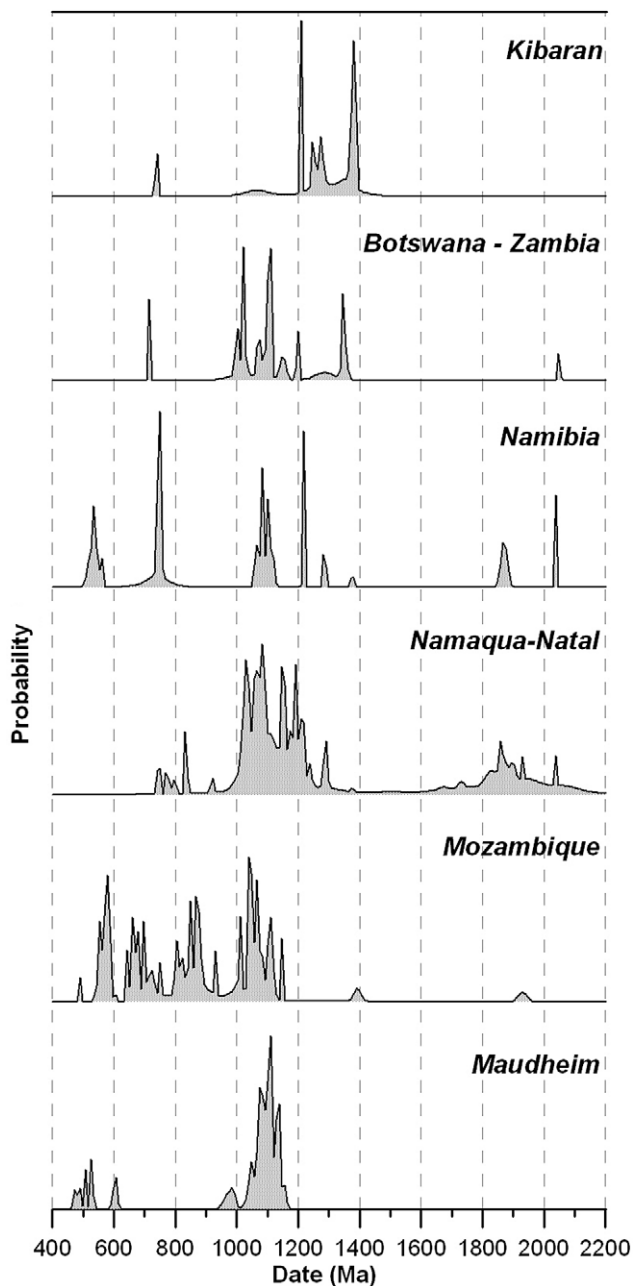 Kibaran
Botswana - Zambia
Namibia
Namaqua-Natal
Probability
Mozambique
Maudheim
400 600 800 1000 1200 1400 1600 1800 2000 2200
Date (Ma)